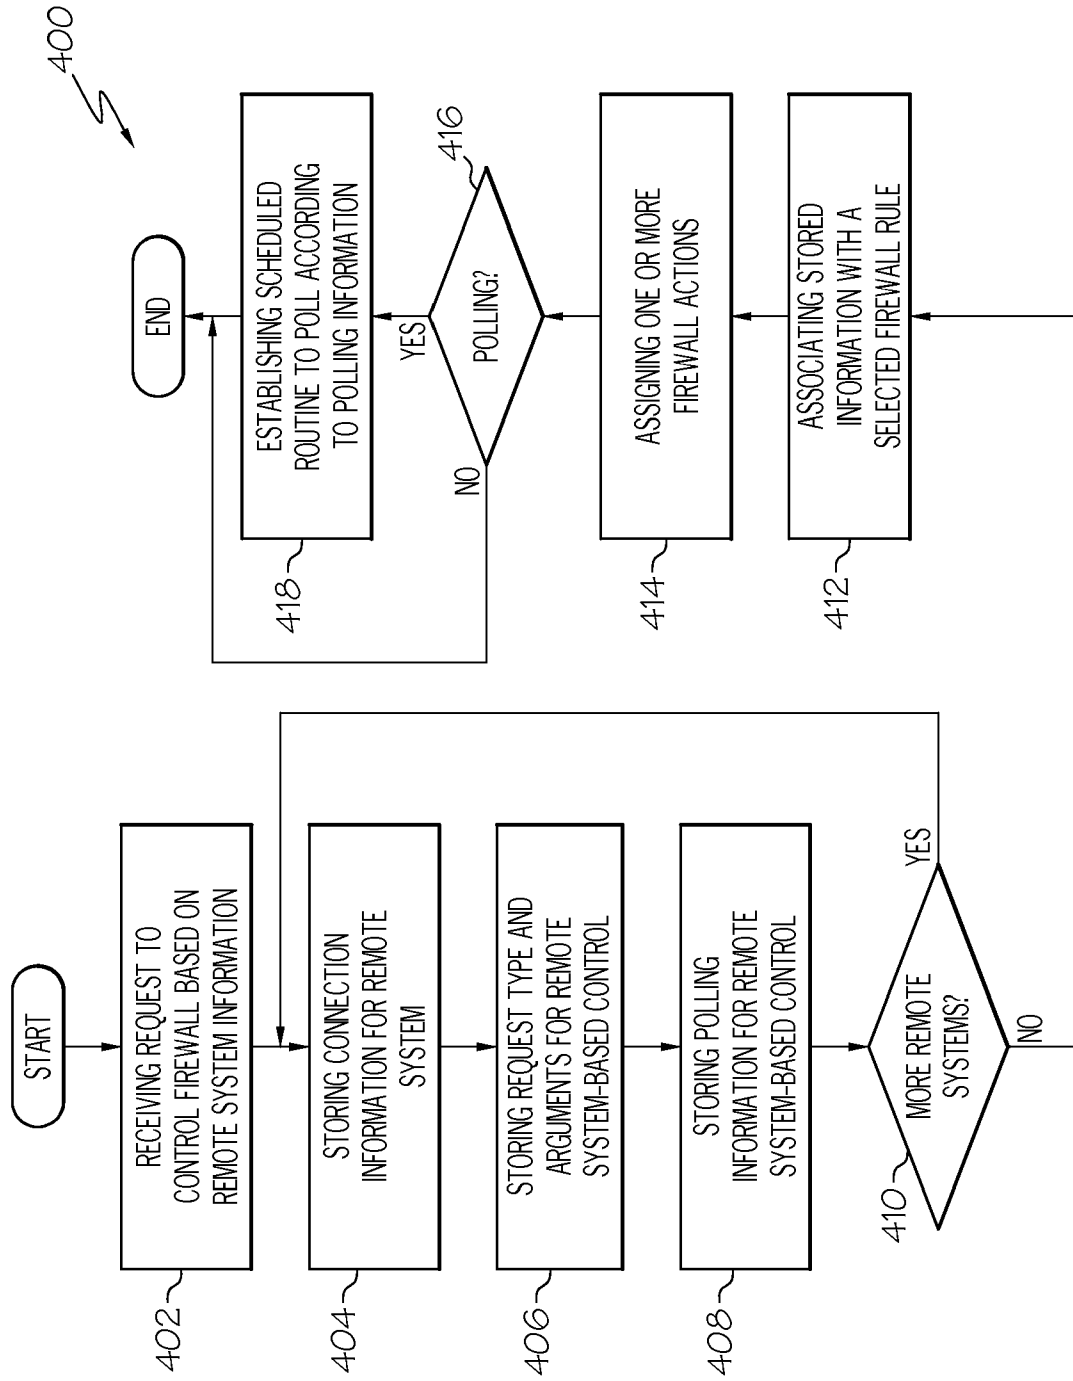 400
START
RECEIVING REQUEST TO
CONTROL FIREWALL BASED ON
REMOTE SYSTEM INFORMATION
402
STORING CONNECTION
INFORMATION FOR REMOTE
SYSTEM
404
STORING REQUEST TYPE AND
ARGUMENTS FOR REMOTE
SYSTEM-BASED CONTROL
406
STORING POLLING
INFORMATION FOR REMOTE
SYSTEM-BASED CONTROL
408
MORE REMOTE
SYSTEMS?
410
YES
NO
ASSOCIATING STORED
INFORMATION WITH A
SELECTED FIREWALL RULE
412
ASSIGNING ONE OR MORE
FIREWALL ACTIONS
414
POLLING?
416
NO
YES
ESTABLISHING SCHEDULED
ROUTINE TO POLL ACCORDING
TO POLLING INFORMATION
418
END